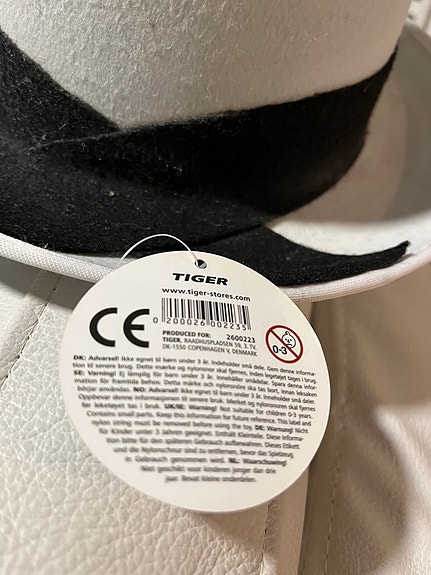 TIGER
www.tiger-stores.com
CE
0 200026 002235
PRODUCED FOR: 2600223
TIGER, RAADHUSPLADSEN 59, 3. TV.
DK-1550 COPENHAGEN V, DENMARK
0-3
DK: Advarsel! Ikke egnet til børn under 3 år. Indeholder små dele. Gem denne informa-
tion til senere brug. Dette mærke og nylonsnor skal fjernes, inden legetøjet tages i brug.
SE: Varning! Ej lämplig för barn under 3 år. Innehåller smådelar. Spara denna infor-
mation för framtida behov. Detta märke och nylonsnöre ska tas bort, innan leksaken
börjar användas. NO: Advarsel! Ikke egnet til barn under 3 år. Inneholder små deler.
Oppbevar denne informasjonen til senere bruk. Merket og nylonsnoren skal fjernes
før leketøyet tas i bruk. UK/IE: Warning! Not suitable for children 0-3 years.
Contains small parts. Keep this information for future reference. This label and
nylon string must be removed before using the toy. DE: Warnung! Nicht
für Kinder unter 3 Jahren geeignet. Enthält Kleinteile. Diese Informa-
tion bitte für den späteren Gebrauch aufbewahren. Dieses Etikett
und die Nylonschnur sind zu entfernen, bevor das Spielzeug
in Gebrauch genommen wird. NL: Waarschuwing!
Niet geschikt voor kinderen jonger dan drie
jaar. Bevat kleine onderdelen.